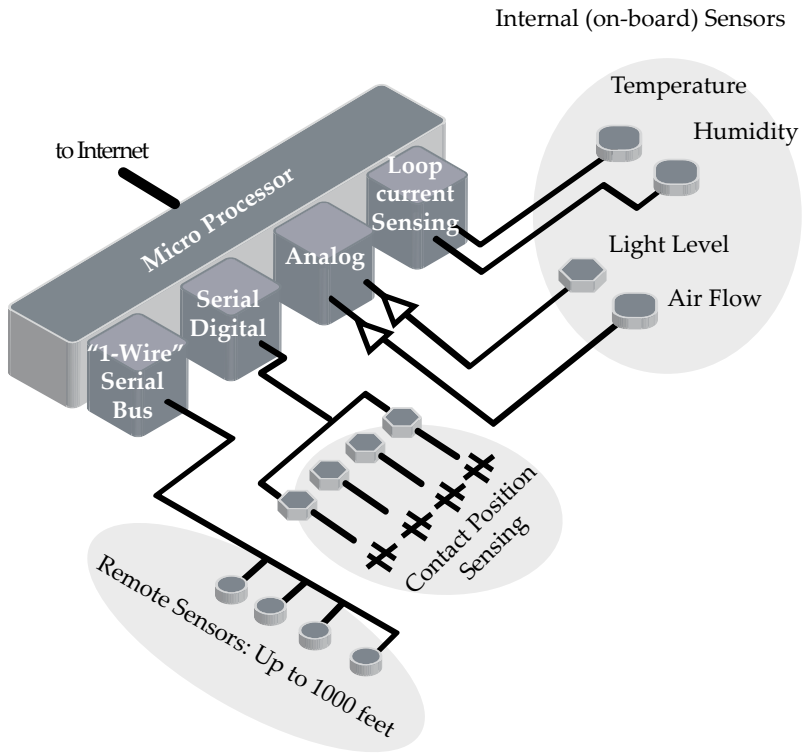 Internal (on-board) Sensors
Temperature
Humidity
to Internet
Micro Processor
Loop
current
Sensing
Analog
Light Level
Air Flow
Serial
Digital
“1-Wire”
Serial
Bus
Contact Position
Sensing
Remote Sensors: Up to 1000 feet